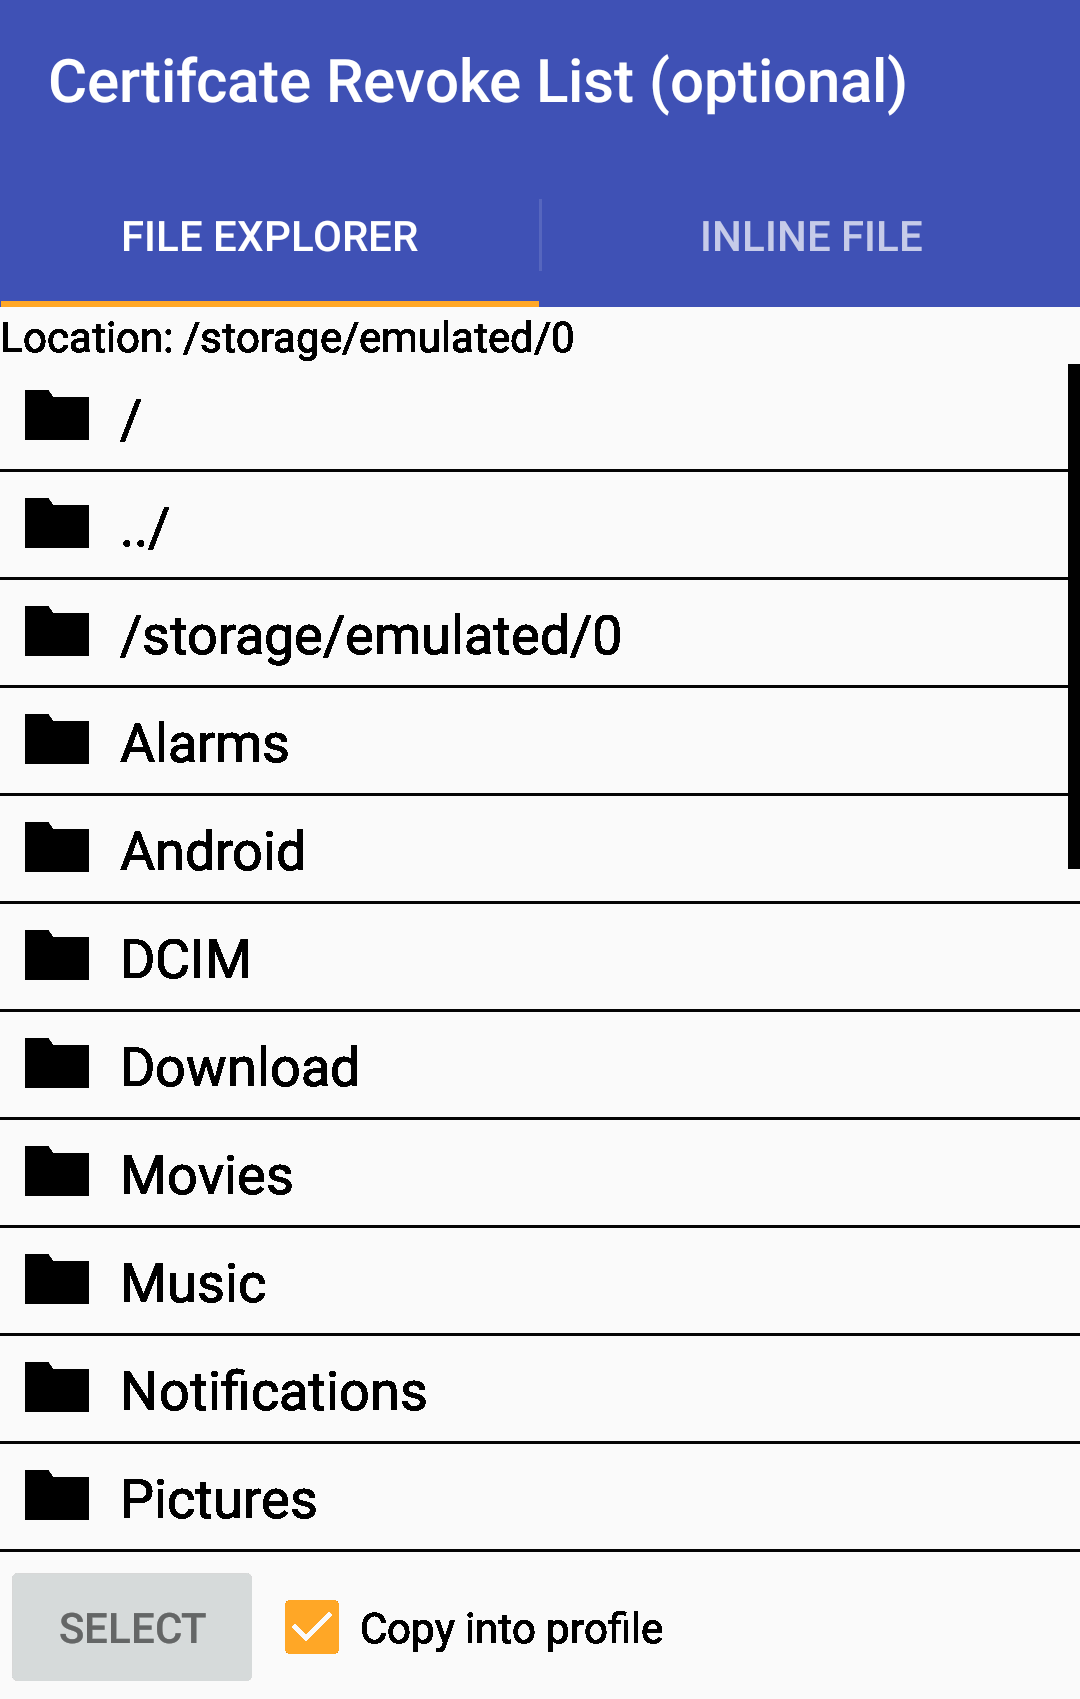 Certifcate Revoke List (optional)
FILE EXPLORER
INLINE FILE
Location: /storage/emulated/0
/
../
/storage/emulated/0
Alarms
Android
DCIM
Download
Movies
Music
Notifications
Pictures
SELECT
Copy into profile